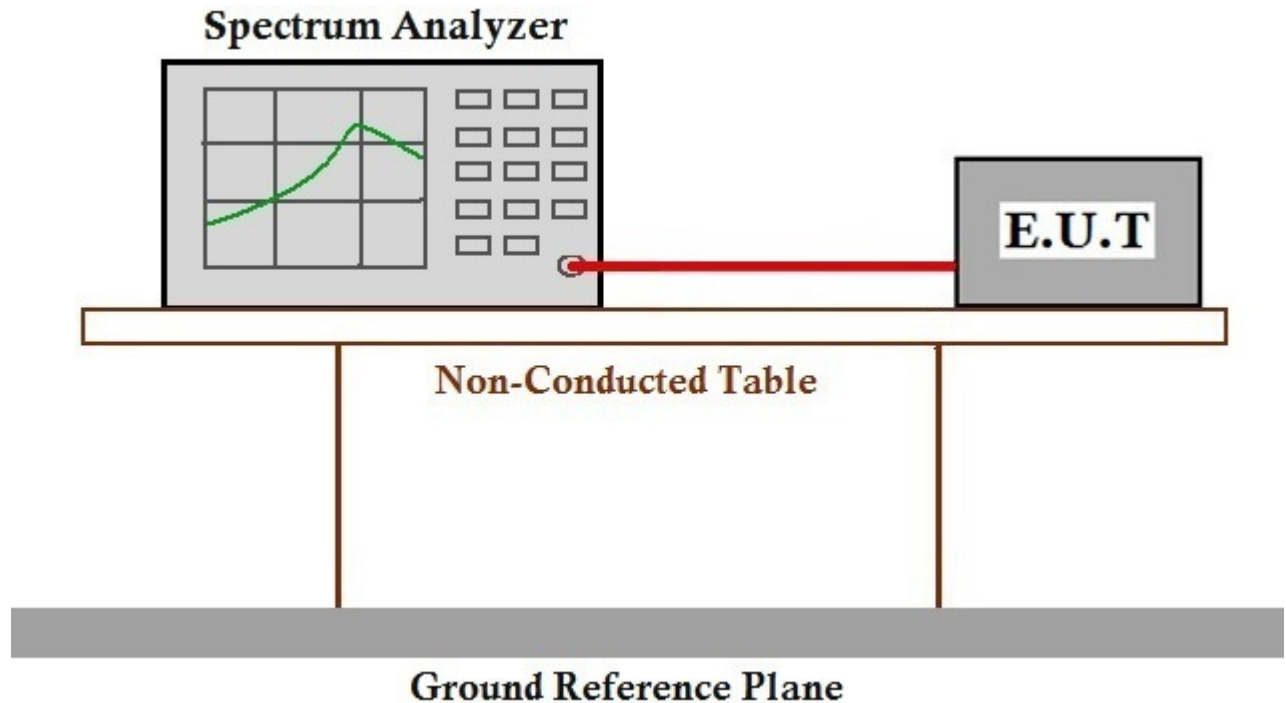 Spectrum Analyzer
E.U.T
Non-Conducted Table
Ground Reference Plane